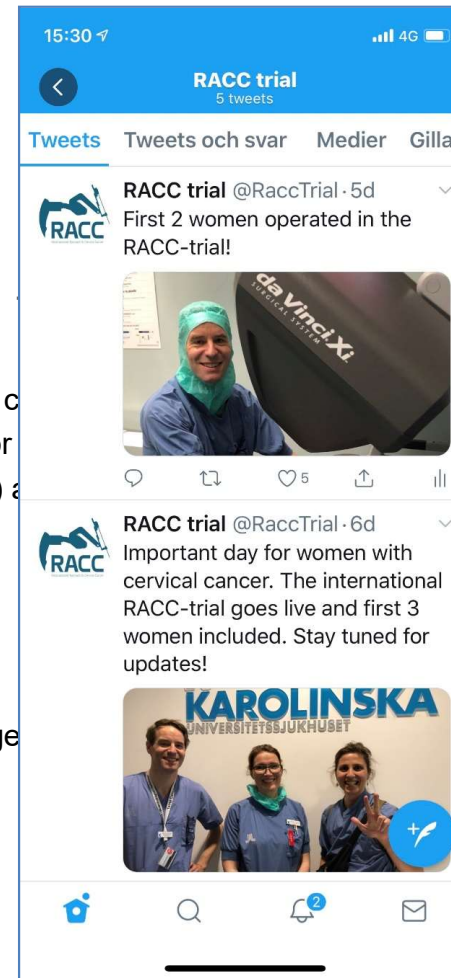 15:30
4G
RACC trial
5 tweets
Tweets Tweets och svar Medier Gilla
RACC trial @RaccTrial · 5d
First 2 women operated in the
RACC-trial!
RACC
da Vinci Xi
SURGICAL SYSTEM
5
RACC trial @RaccTrial · 6d
Important day for women with
cervical cancer. The international
RACC-trial goes live and first 3
women included. Stay tuned for
updates!
RACC
KAROLINSKA
UNIVERSITETSSJUKHUSET
2